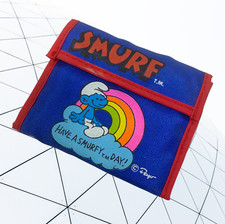 SMURF
T.M.
HAVE A SMURFY T.M. DAY!
© Peyo